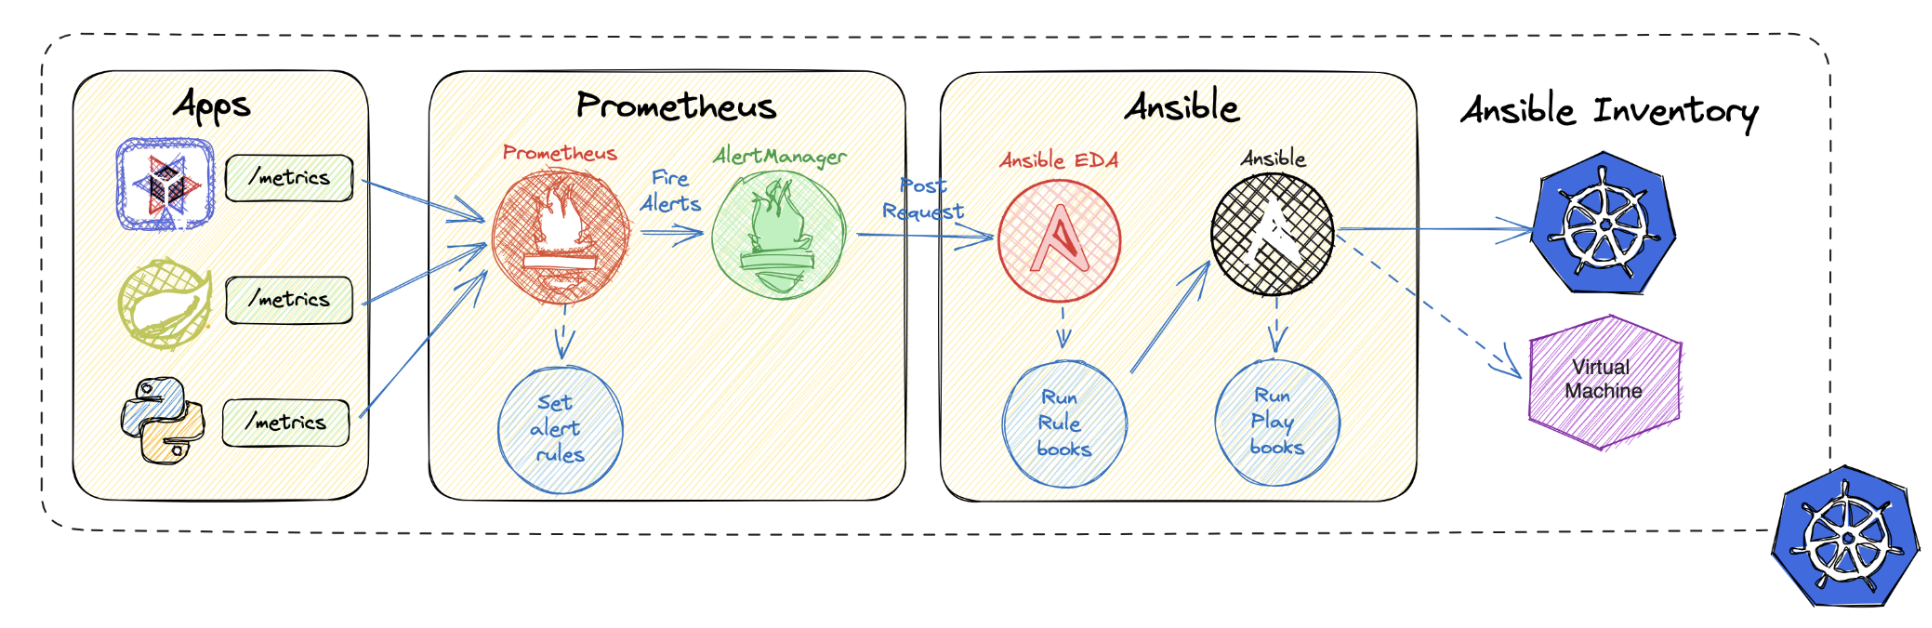 Apps
/metrics
/metrics
/metrics
Prometheus
Prometheus
Fire
Alerts
AlertManager
Set
alert
rules
Post
Request
Ansible
Ansible EDA
Ansible
Run
Rule
books
Run
Play
books
Ansible Inventory
Virtual
Machine